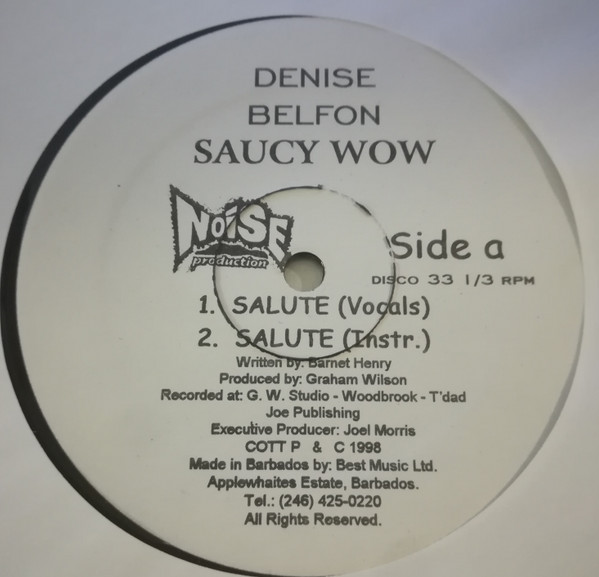 DENISE
BELFON
SAUCY WOW
NOiSE
production
Side a
DISCO 33 1/3 RPM
1. SALUTE (Vocals)
2. SALUTE (Instr.)
Written by: Barnet Henry
Produced by: Graham Wilson
Recorded at: G. W. Studio - Woodbrook - T'dad
Joe Publishing
Executive Producer: Joel Morris
COTT P & C 1998
Made in Barbados by: Best Music Ltd.
Applewhaites Estate, Barbados.
Tel.: (246) 425-0220
All Rights Reserved.